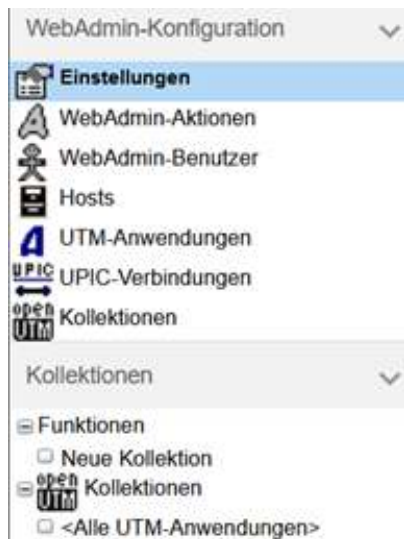 WebAdmin-Konfiguration
Einstellungen
WebAdmin-Aktionen
WebAdmin-Benutzer
Hosts
UTM-Anwendungen
UPIC UPIC-Verbindungen
open UTM Kollektionen
Kollektionen
Funktionen
Neue Kollektion
open UTM Kollektionen
<Alle UTM-Anwendungen>